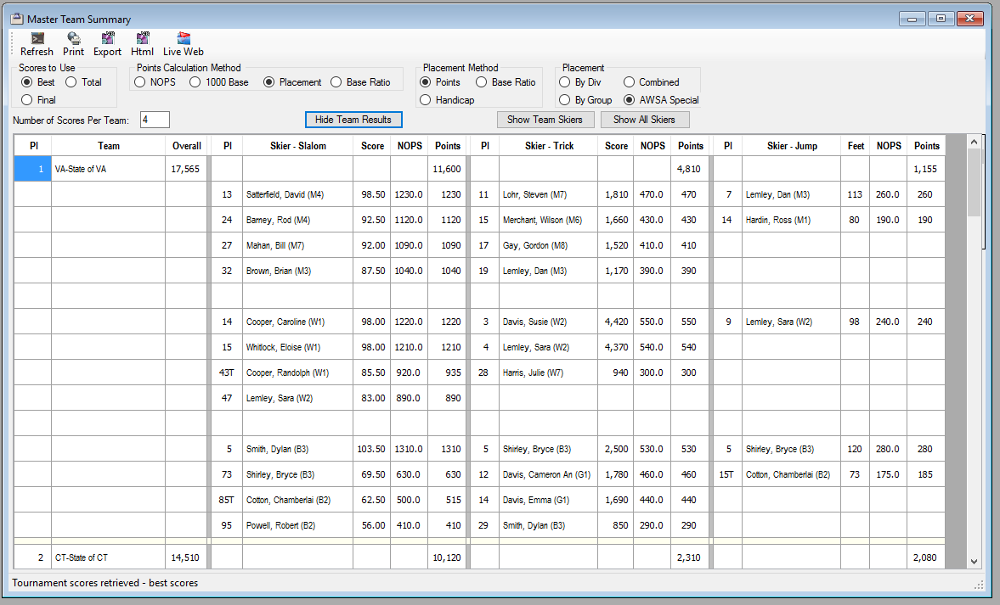 Master Team Summary
Refresh Print Export Html Live Web
Scores to Use Points Calculation Method Placement Method Placement
Best Total NOPS 1000 Base Placement Base Ratio Points Base Ratio By Div Combined
Final Handicap By Group AWSA Special
Number of Scores Per Team: 4 Hide Team Results Show Team Skiers Show All Skiers
Pl Team Overall Pl Skier - Slalom Score NOPS Points Pl Skier - Trick Score NOPS Points Pl Skier - Jump Feet NOPS Points
1 VA-State of VA 17,565 11,600 4,810 1,155
13 Satterfield, David (M4) 98.50 1230.0 1230 11 Lohr, Steven (M7) 1,810 470.0 470 7 Lemley, Dan (M3) 113 260.0 260
24 Barney, Rod (M4) 92.50 1120.0 1120 15 Merchant, Wilson (M6) 1,660 430.0 430 14 Hardin, Ross (M1) 80 190.0 190
27 Mahan, Bill (M7) 92.00 1090.0 1090 17 Gay, Gordon (M8) 1,520 410.0 410
32 Brown, Brian (M3) 87.50 1040.0 1040 19 Lemley, Dan (M3) 1,170 390.0 390
14 Cooper, Caroline (W1) 98.00 1220.0 1220 3 Davis, Susie (W2) 4,420 550.0 550 9 Lemley, Sara (W2) 98 240.0 240
15 Whitlock, Eloise (W1) 98.00 1210.0 1210 4 Lemley, Sara (W2) 4,370 540.0 540
43T Cooper, Randolph (W1) 85.50 920.0 935 28 Harris, Julie (W7) 940 300.0 300
47 Lemley, Sara (W2) 83.00 890.0 890
5 Smith, Dylan (B3) 103.50 1310.0 1310 5 Shirley, Bryce (B3) 2,500 530.0 530 5 Shirley, Bryce (B3) 120 280.0 280
73 Shirley, Bryce (B3) 69.50 630.0 630 12 Davis, Cameron An (G1) 1,780 460.0 460 15T Cotton, Chamberlai (B2) 73 175.0 185
85T Cotton, Chamberlai (B2) 62.50 500.0 515 14 Davis, Emma (G1) 1,690 440.0 440
95 Powell, Robert (B2) 56.00 410.0 410 29 Smith, Dylan (B3) 850 290.0 290
2 CT-State of CT 14,510 10,120 2,310 2,080
Tournament scores retrieved - best scores